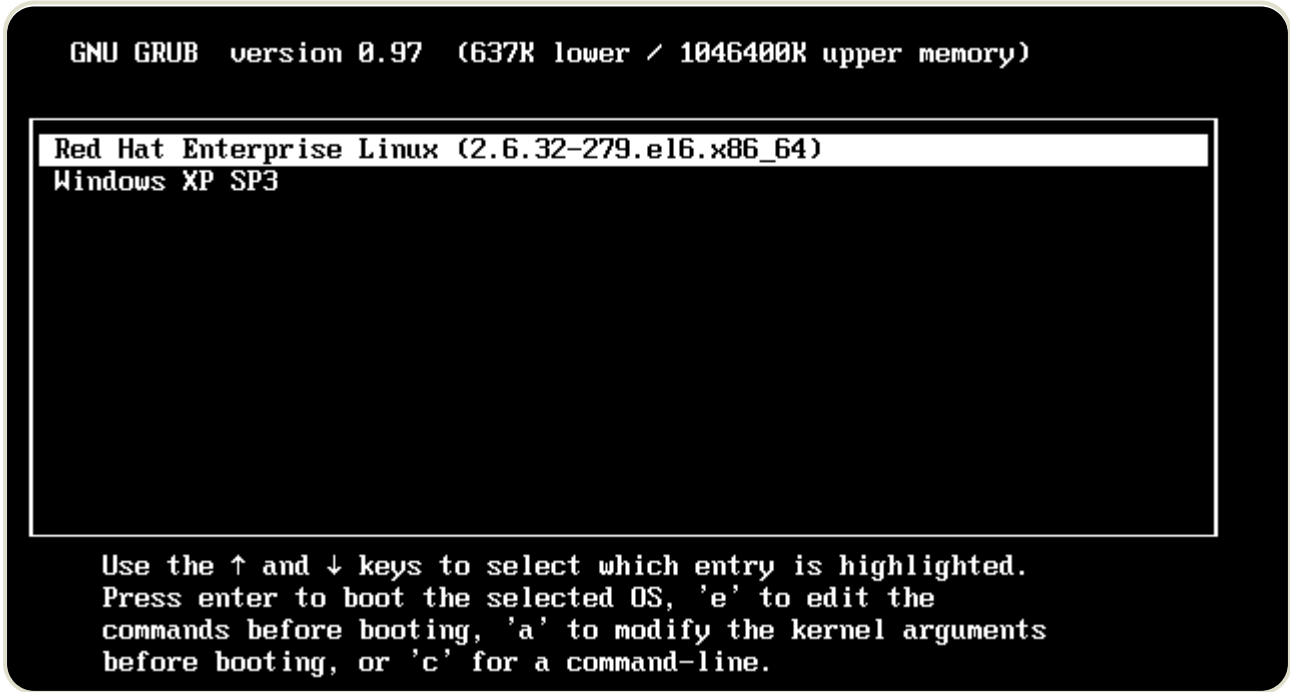 GNU GRUB version 0.97 (637K lower / 1046400K upper memory)
Red Hat Enterprise Linux (2.6.32-279.el6.x86_64)
Windows XP SP3
Use the ↑ and ↓ keys to select which entry is highlighted.
Press enter to boot the selected OS, 'e' to edit the
commands before booting, 'a' to modify the kernel arguments
before booting, or 'c' for a command-line.